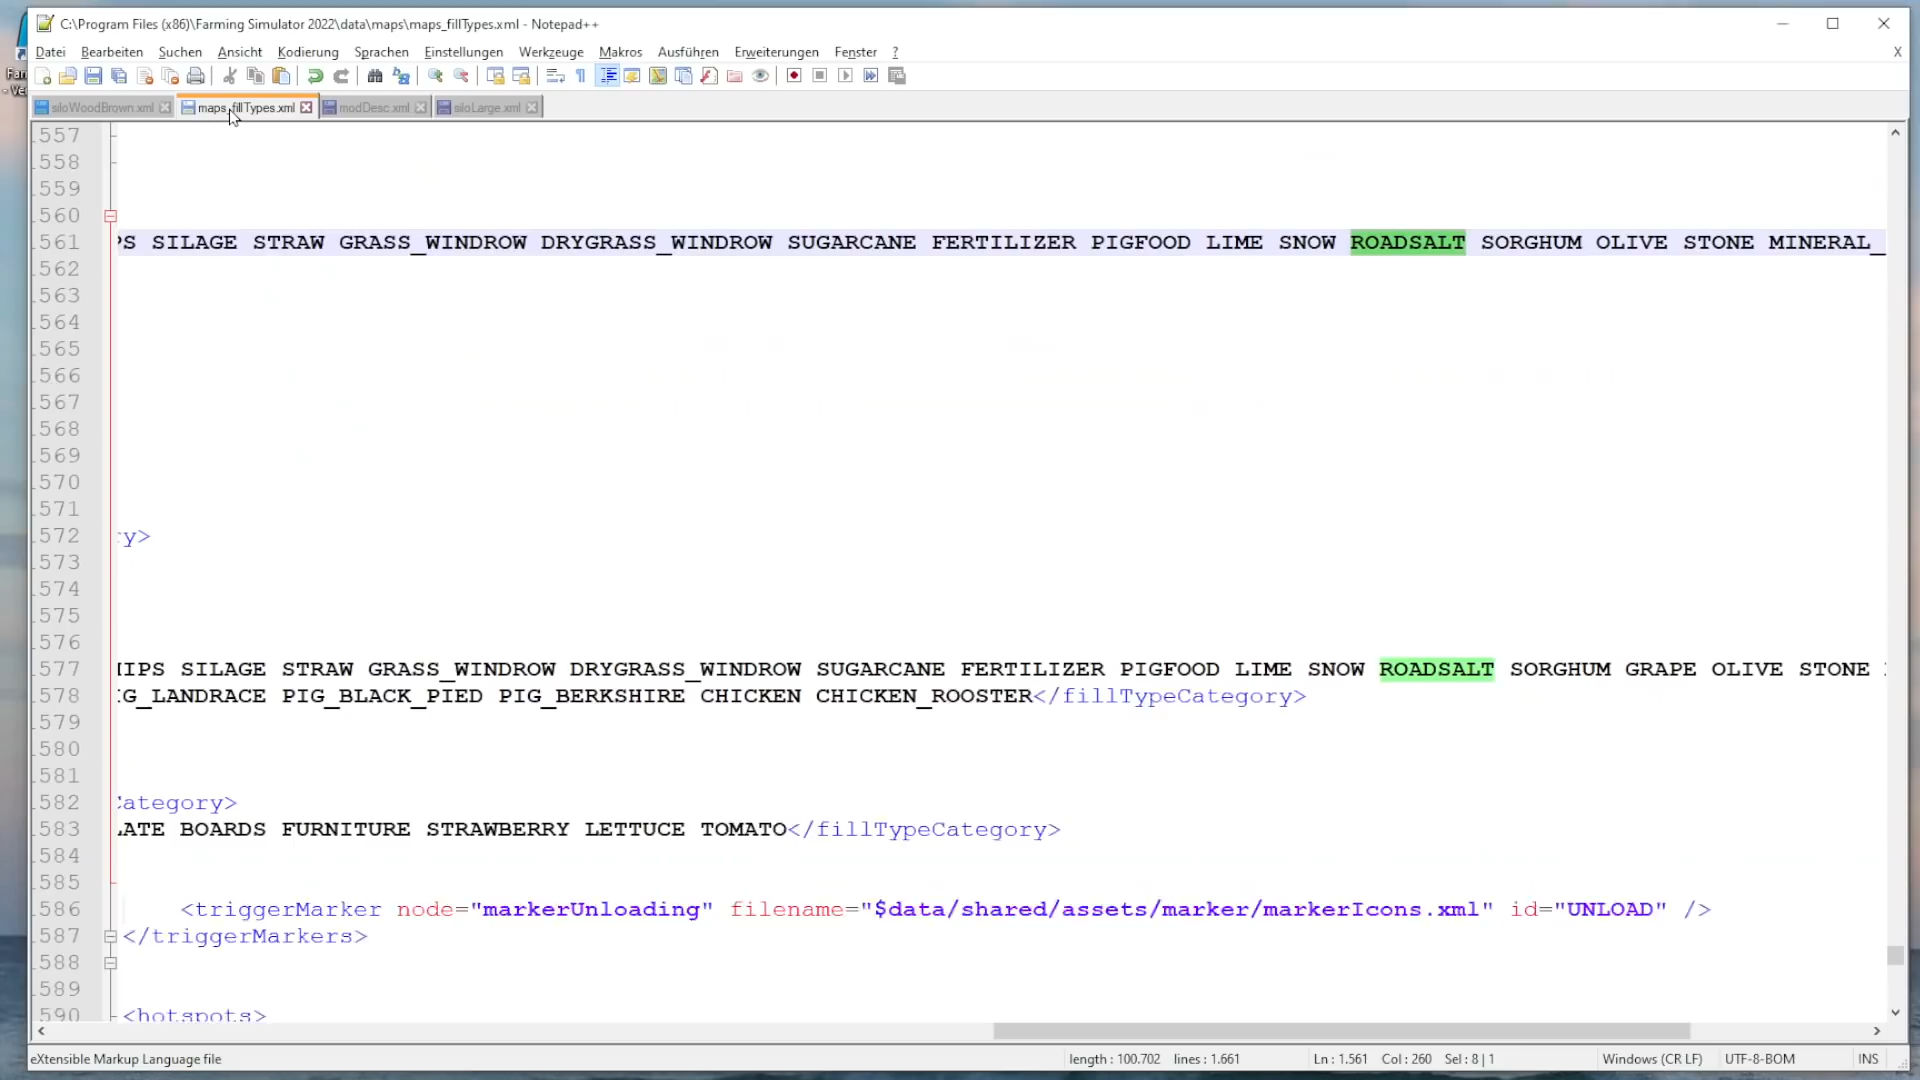 C:\Program Files (x86)\Farming Simulator 2022\data\maps\maps_fillTypes.xml - Notepad++
Datei Bearbeiten Suchen Ansicht Kodierung Sprachen Einstellungen Werkzeuge Makros Ausführen Erweiterungen Fenster ? X
siloWoodBrown.xml maps_fillTypes.xml modDesc.xml siloLarge.xml
557
558
559
560
561 PS SILAGE STRAW GRASS_WINDROW DRYGRASS_WINDROW SUGARCANE FERTILIZER PIGFOOD LIME SNOW ROADSALT SORGHUM OLIVE STONE MINERAL_
562
563
564
565
566
567
568
569
570
571
572 ry>
573
574
575
576
577 HIPS SILAGE STRAW GRASS_WINDROW DRYGRASS_WINDROW SUGARCANE FERTILIZER PIGFOOD LIME SNOW ROADSALT SORGHUM GRAPE OLIVE STONE
578 IG_LANDRACE PIG_BLACK_PIED PIG_BERKSHIRE CHICKEN CHICKEN_ROOSTER</fillTypeCategory>
579
580
581
582 Category>
583 LATE BOARDS FURNITURE STRAWBERRY LETTUCE TOMATO</fillTypeCategory>
584
585
586 <triggerMarker node="markerUnloading" filename="$data/shared/assets/marker/markerIcons.xml" id="UNLOAD" />
587 </triggerMarkers>
588
589
590 <hotspots>
eXtensible Markup Language file length : 100.702 lines : 1.661 Ln : 1.561 Col : 260 Sel : 8 | 1 Windows (CR LF) UTF-8-BOM INS